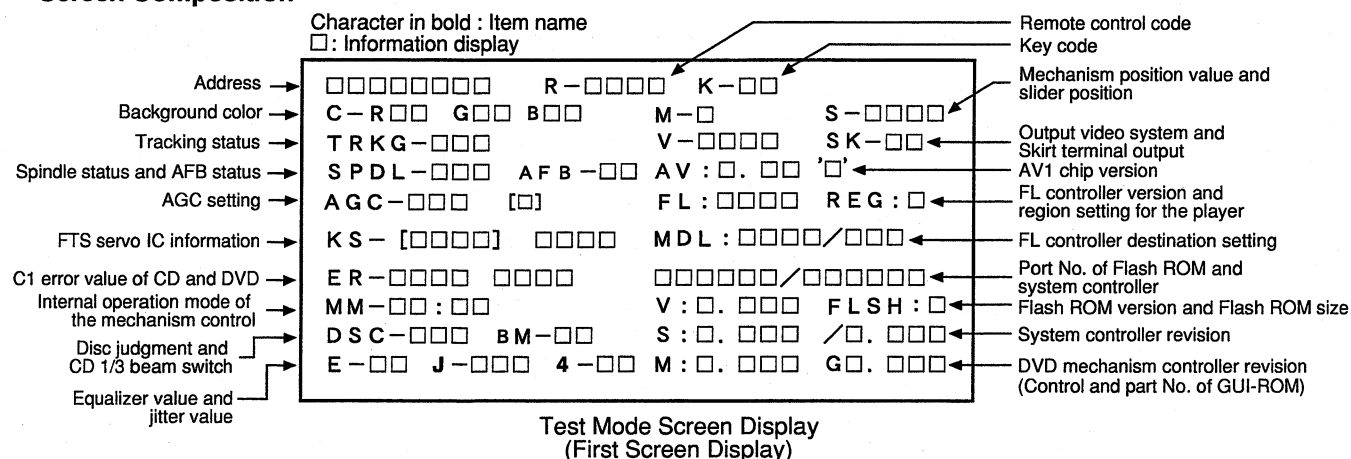 Screen Composition
Character in bold : Item name
□: Information display
Remote control code
Key code
Mechanism position value and
slider position
Output video system and
Skirt terminal output
AV1 chip version
FL controller version and
region setting for the player
FL controller destination setting
Port No. of Flash ROM and
system controller
Flash ROM version and Flash ROM size
System controller revision
DVD mechanism controller revision
(Control and part No. of GUI-ROM)
Address
Background color
Tracking status
Spindle status and AFB status
AGC setting
FTS servo IC information
C1 error value of CD and DVD
Internal operation mode of
the mechanism control
Disc judgment and
CD 1/3 beam switch
Equalizer value and
jitter value
□□□□□□□□ R–□□□□ K–□□
C–R□□ G□□ B□□ M–□ S–□□□□
TRKG–□□□ V–□□□□ SK–□□
SPDL–□□□ AFB–□□ AV:□.□□ '□'
AGC–□□□ [□] FL:□□□□ REG:□
KS–[□□□□] □□□□ MDL:□□□□/□□□
ER–□□□□ □□□□ □□□□□□/□□□□□□
MM–□□:□□ V:□.□□□ FLSH:□
DSC–□□□ BM–□□ S:□.□□□ /□.□□□
E–□□ J–□□□ 4–□□ M:□.□□□ G□.□□□
Test Mode Screen Display
(First Screen Display)